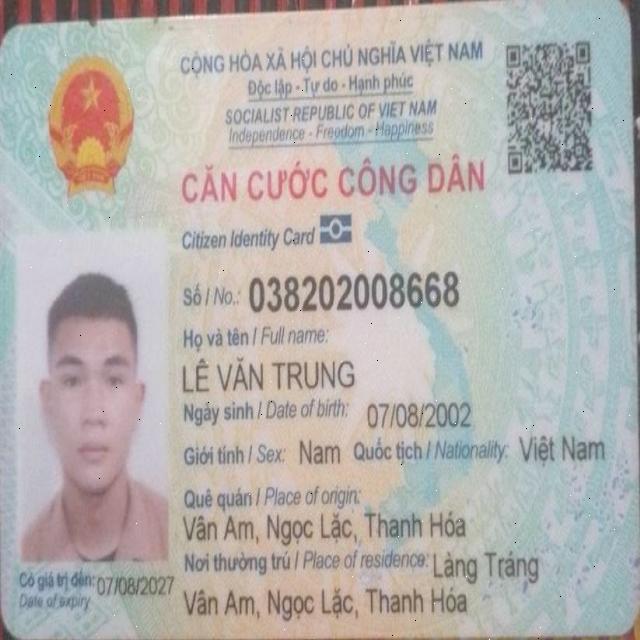 CỘNG HÒA XÃ HỘI CHỦ NGHĨA VIỆT NAM
Độc lập - Tự do - Hạnh phúc
SOCIALIST REPUBLIC OF VIET NAM
Independence - Freedom - Happiness
CĂN CƯỚC CÔNG DÂN
Citizen Identity Card
Số / No.: 038202008668
Họ và tên / Full name:
LÊ VĂN TRUNG
Ngày sinh / Date of birth: 07/08/2002
Giới tính / Sex: Nam Quốc tịch / Nationality: Việt Nam
Quê quán / Place of origin:
Vân Am, Ngọc Lặc, Thanh Hóa
Nơi thường trú / Place of residence: Làng Tráng
Vân Am, Ngọc Lặc, Thanh Hóa
Có giá trị đến: 07/08/2027
Date of expiry